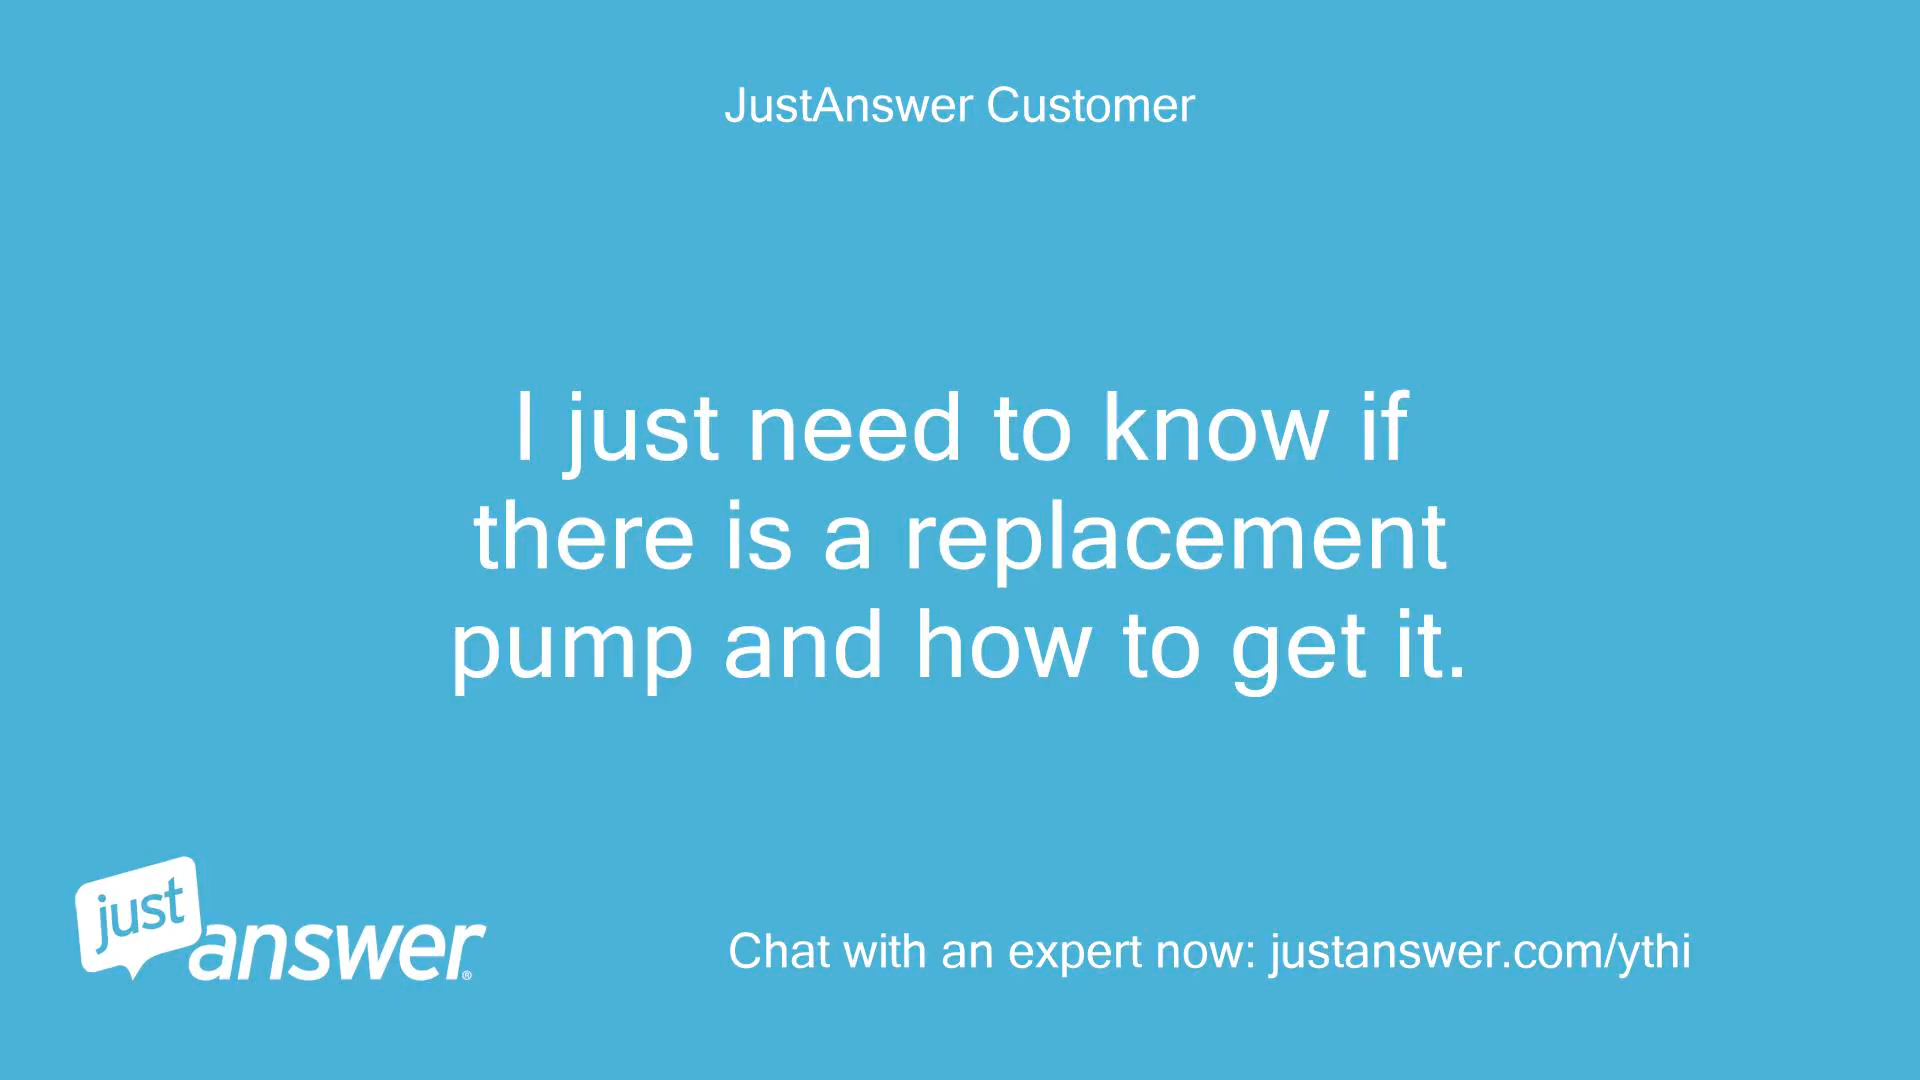 JustAnswer Customer
I just need to know if
there is a replacement
pump and how to get it.
just
answer®
Chat with an expert now: justanswer.com/ythi